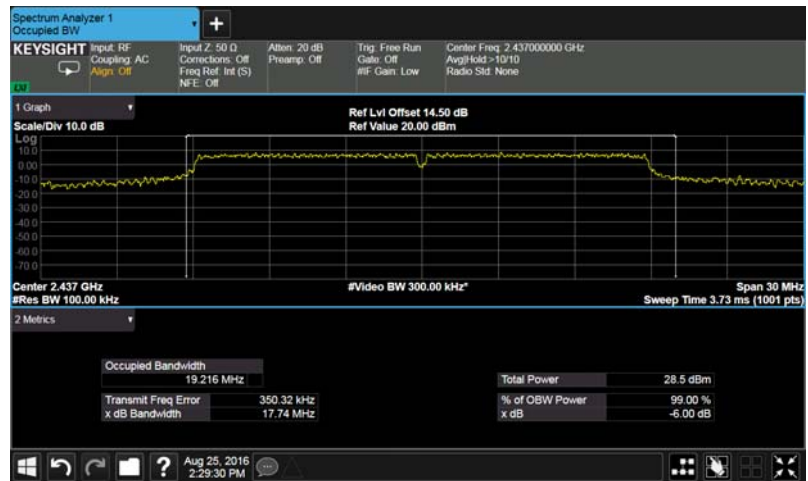 Spectrum Analyzer 1
Occupied BW
+
KEYSIGHT
Input: RF
Coupling: AC
Align: Off
Input Z: 50 Ω
Corrections: Off
Freq Ref: Int (S)
NFE: Off
Atten: 20 dB
Preamp: Off
Trig: Free Run
Gate: Off
#IF Gain: Low
Center Freq: 2.437000000 GHz
Avg|Hold:>10/10
Radio Std: None
1 Graph
Scale/Div 10.0 dB
Ref Lvl Offset 14.50 dB
Ref Value 20.00 dBm
Log
10.0
0.00
-10.0
-20.0
-30.0
-40.0
-50.0
-60.0
-70.0
Center 2.437 GHz
#Video BW 300.00 kHz*
Span 30 MHz
#Res BW 100.00 kHz
Sweep Time 3.73 ms (1001 pts)
2 Metrics
Occupied Bandwidth
19.216 MHz
Total Power 28.5 dBm
Transmit Freq Error 350.32 kHz
% of OBW Power 99.00 %
x dB Bandwidth 17.74 MHz
x dB -6.00 dB
?
Aug 25, 2016
2:29:30 PM